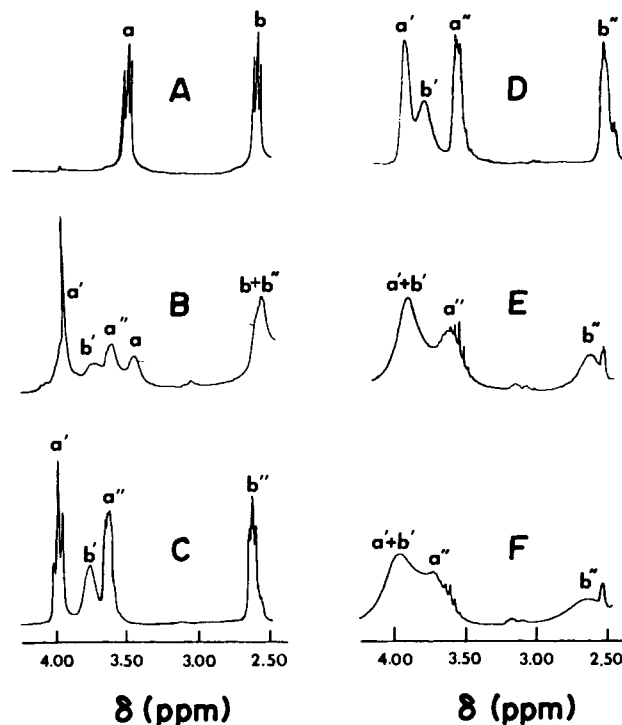 a b
A
a' b' a'' b''
D
a' b' a'' a b+b''
B
a'+b' a'' b''
E
a' b' a'' b''
C
a'+b' a'' b''
F
4.00 3.50 3.00 2.50
4.00 3.50 3.00 2.50
δ (ppm)
δ (ppm)